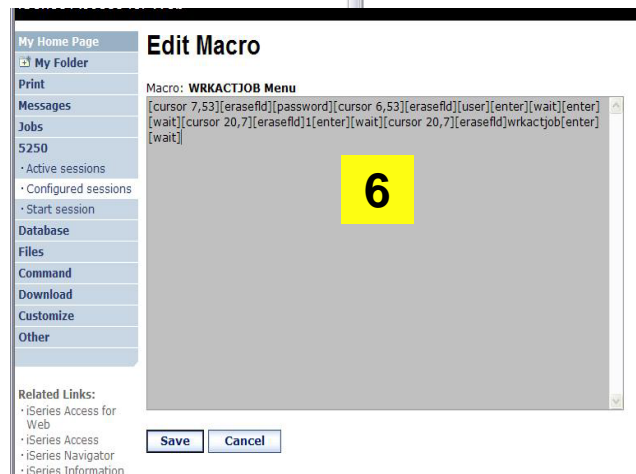 My Home Page
My Folder
Print
Messages
Jobs
5250
· Active sessions
· Configured sessions
· Start session
Database
Files
Command
Download
Customize
Other
Related Links:
· iSeries Access for
Web
· iSeries Access
· iSeries Navigator
· iSeries Information
Edit Macro
Macro: WRKACTJOB Menu
[cursor 7,53][erasefld][password][cursor 6,53][erasefld][user][enter][wait][enter]
[wait][cursor 20,7][erasefld]1[enter][wait][cursor 20,7][erasefld]wrkactjob[enter]
[wait]
6
Save Cancel